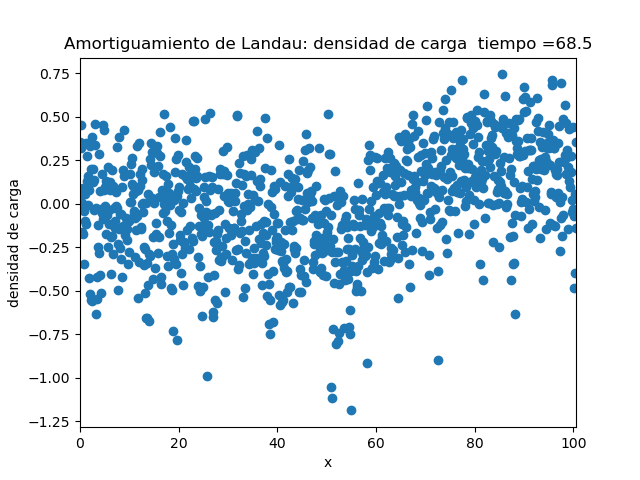 Amortiguamiento de Landau: densidad de carga  tiempo =68.5
densidad de carga
0.75
0.50
0.25
0.00
−0.25
−0.50
−0.75
−1.00
−1.25
0 20 40 60 80 100
x